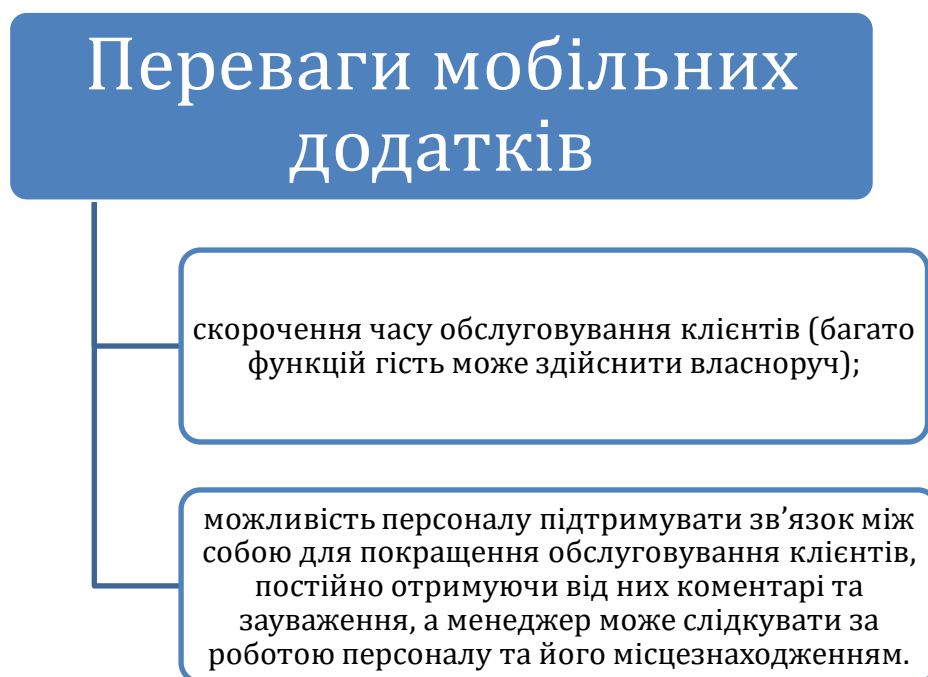 Переваги мобільних
додатків
скорочення часу обслуговування клієнтів (багато
функцій гість може здійснити власноруч);
можливість персоналу підтримувати зв’язок між
собою для покращення обслуговування клієнтів,
постійно отримуючи від них коментарі та
зауваження, а менеджер може слідкувати за
роботою персоналу та його місцезнаходженням.